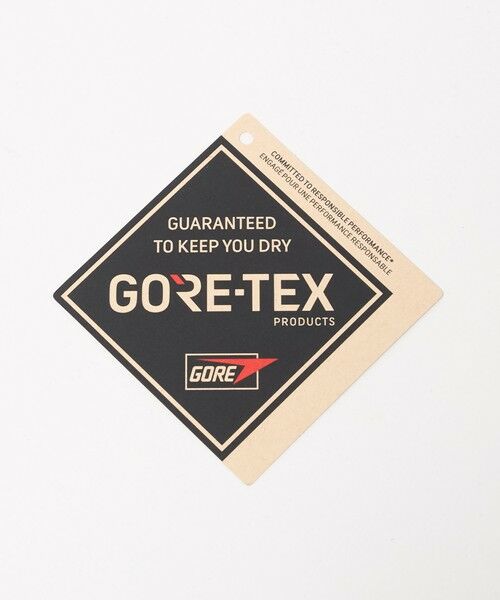 COMMITTED TO RESPONSIBLE PERFORMANCE*
ENGAGÉ POUR UNE PERFORMANCE RESPONSABLE
GUARANTEED
TO KEEP YOU DRY
GORE-TEX
PRODUCTS
GORE